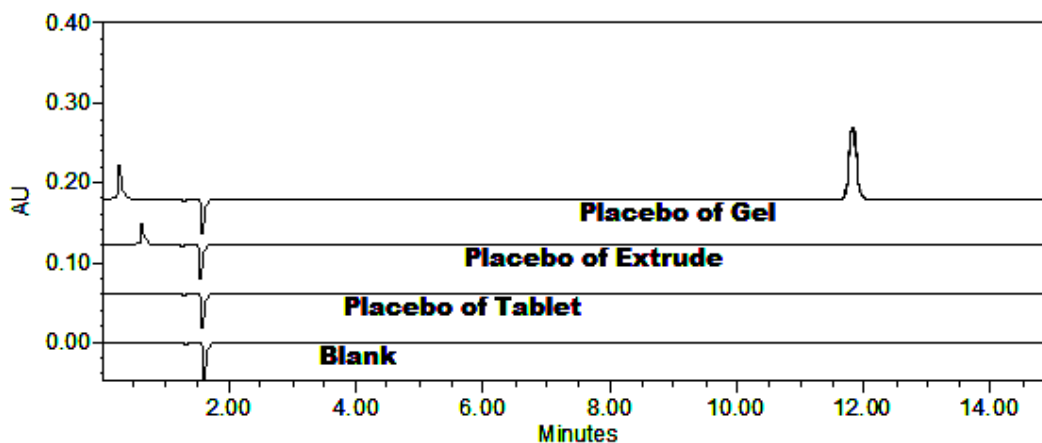 0.40
0.30
AU
0.20
Placebo of Gel
Placebo of Extrude
0.10
Placebo of Tablet
0.00
Blank
2.00 4.00 6.00 8.00 10.00 12.00 14.00
Minutes